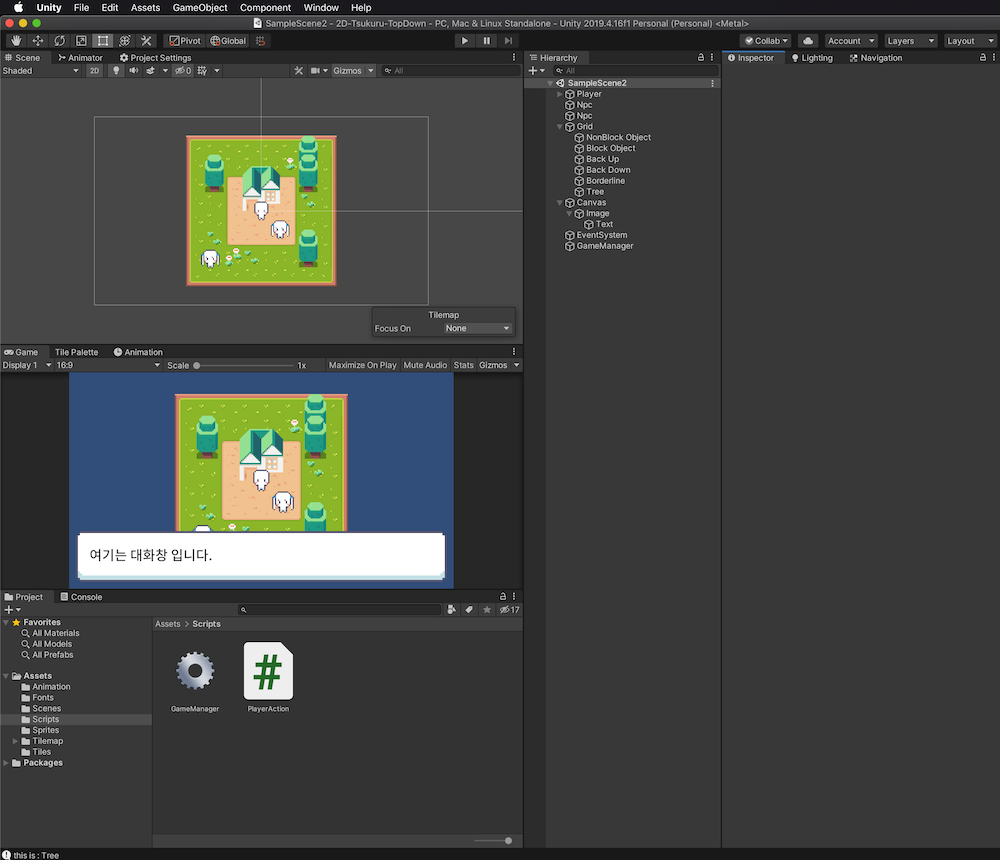 Unity File Edit Assets GameObject Component Window Help
SampleScene2 - 2D-Tsukuru-TopDown - PC, Mac & Linux Standalone - Unity 2019.4.16f1 Personal (Personal) <Metal>
Pivot Global Collab Account Layers Layout
Scene Animator Project Settings
Shaded 2D 0 Gizmos All
Tilemap
Focus On None
Game Tile Palette Animation
Display 1 16:9 Scale 1x Maximize On Play Mute Audio Stats Gizmos
여기는 대화창 입니다.
Hierarchy
All
SampleScene2
Player
Npc
Npc
Grid
NonBlock Object
Block Object
Back Up
Back Down
Borderline
Tree
Canvas
Image
Text
EventSystem
GameManager
Inspector Lighting Navigation
Project Console
17
Favorites
All Materials
All Models
All Prefabs
Assets
Animation
Fonts
Scenes
Scripts
Sprites
Tilemap
Tiles
Packages
Assets > Scripts
#
GameManager PlayerAction
this is : Tree